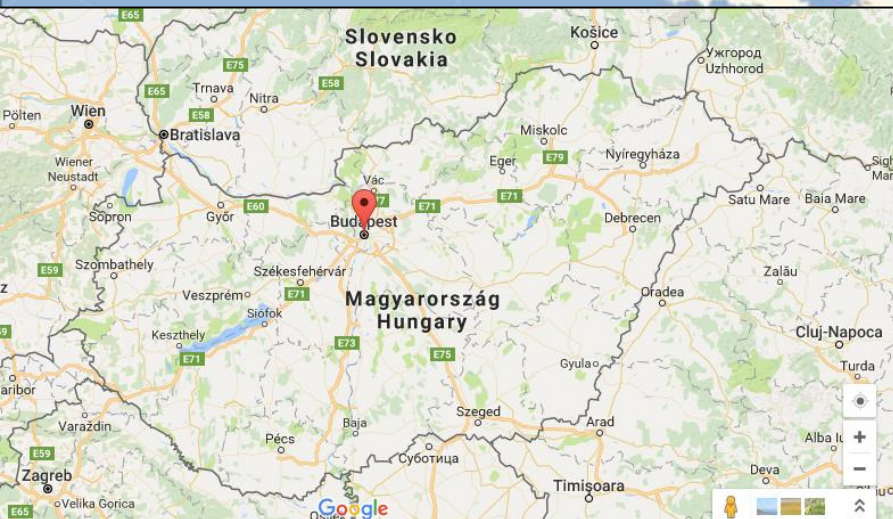 E65
Slovensko
Slovakia
Košice
Ужгород
Uzhhorod
E75
E58
E65
Trnava
Nitra
E58
Pölten
Wien
Bratislava
Miskolc
Wiener
Neustadt
Eger
E79
Nyíregyháza
Vác
E71
E71
Satu Mare
Baia Mare
Sopron
Győr
E60
Budapest
Debrecen
E59
Szombathely
Székesfehérvár
Zalău
Veszprém
E71
Magyarország
Hungary
Oradea
Siófok
Keszthely
E71
E73
E75
Cluj-Napoca
Gyula
Turda
Varaždin
Szeged
Baja
Arad
Pécs
Суботица
E59
Zagreb
Deva
Timișoara
E65
Velika Gorica
Google